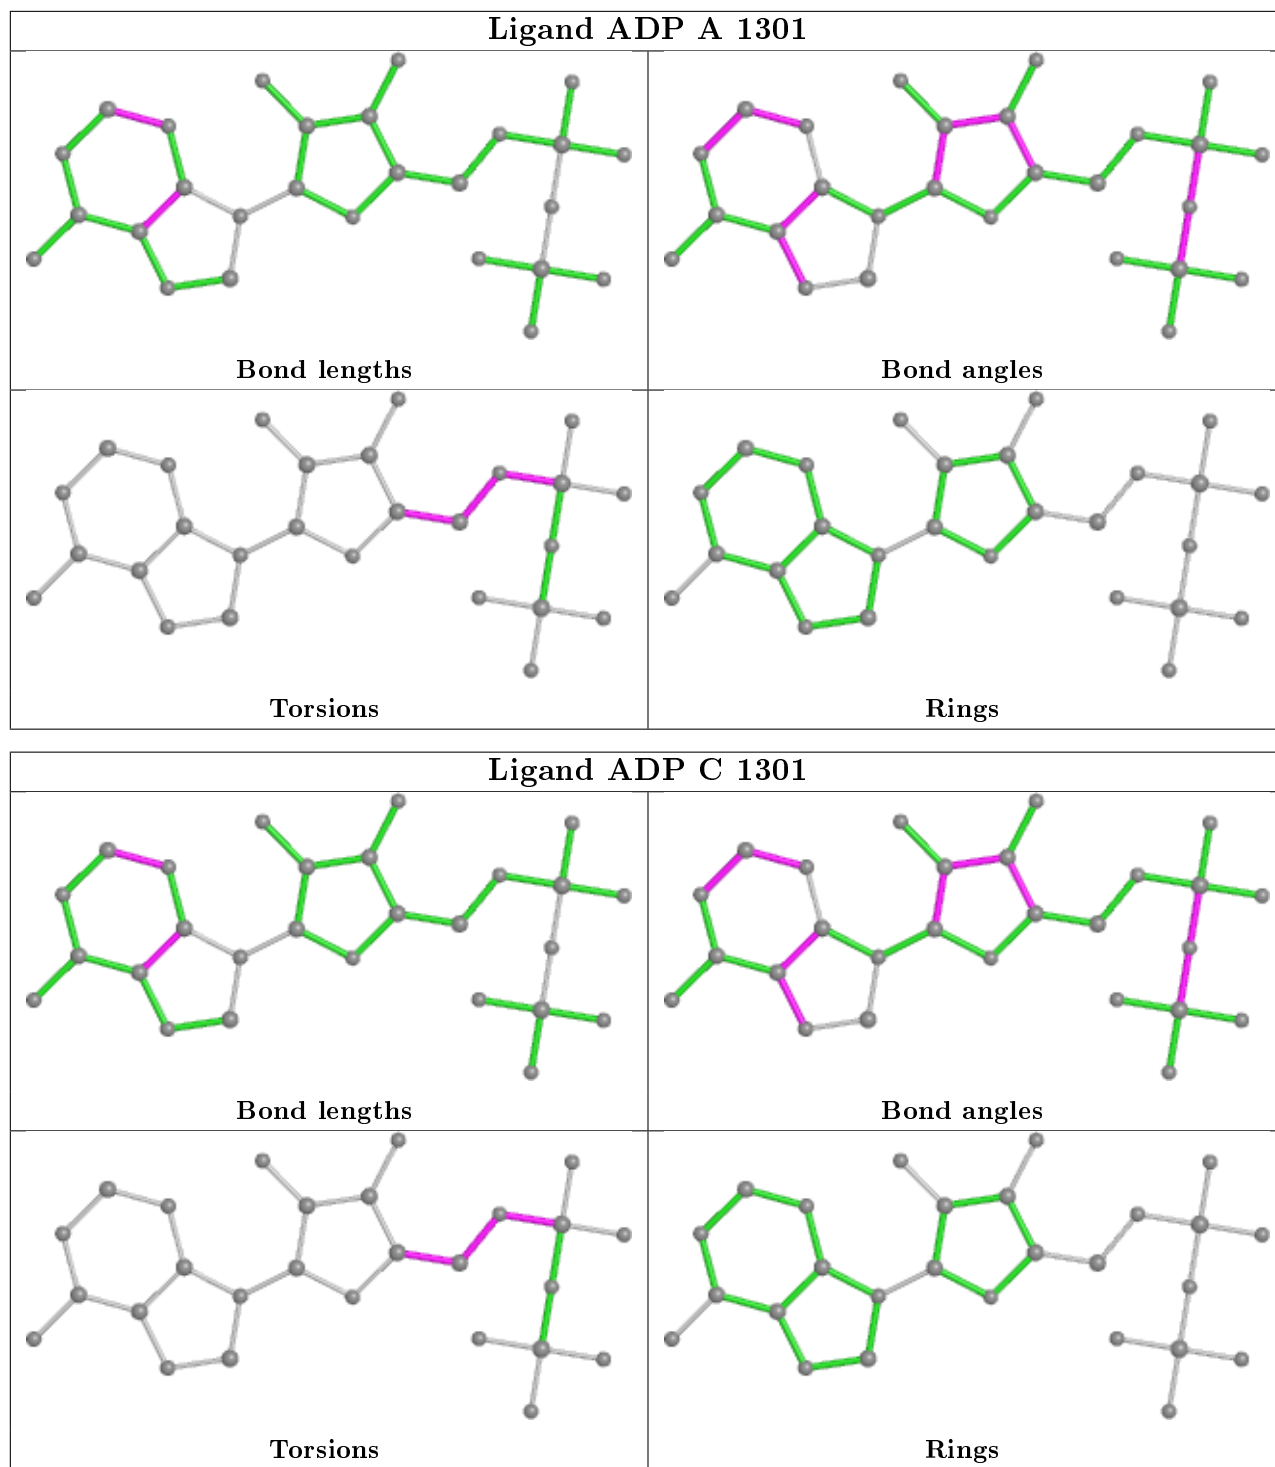 Ligand ADP A 1301
Bond lengths
Bond angles
Torsions
Rings
Ligand ADP C 1301
Bond lengths
Bond angles
Torsions
Rings